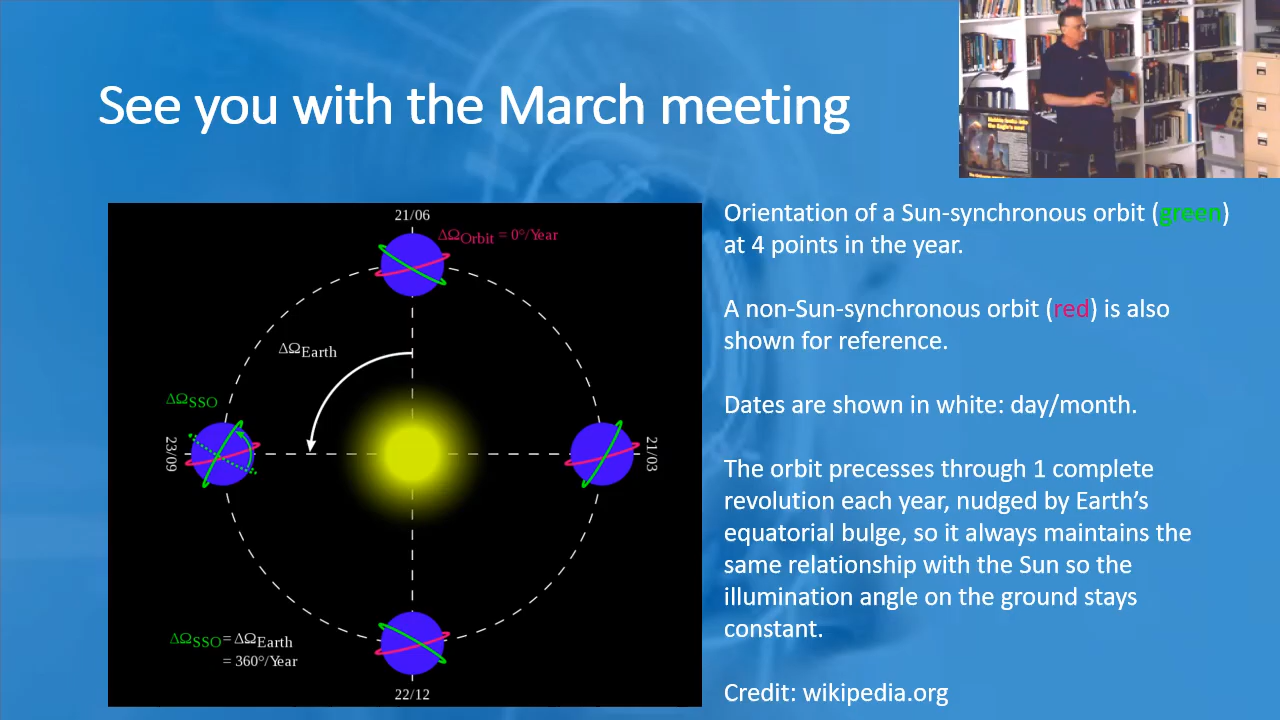 See you with the March meeting
21/06
ΔΩOrbit = 0°/Year
ΔΩEarth
ΔΩSSO
23/09
21/03
ΔΩSSO = ΔΩEarth
= 360°/Year
22/12
Orientation of a Sun-synchronous orbit (green)
at 4 points in the year.
A non-Sun-synchronous orbit (red) is also
shown for reference.
Dates are shown in white: day/month.
The orbit precesses through 1 complete
revolution each year, nudged by Earth’s
equatorial bulge, so it always maintains the
same relationship with the Sun so the
illumination angle on the ground stays
constant.
Credit: wikipedia.org